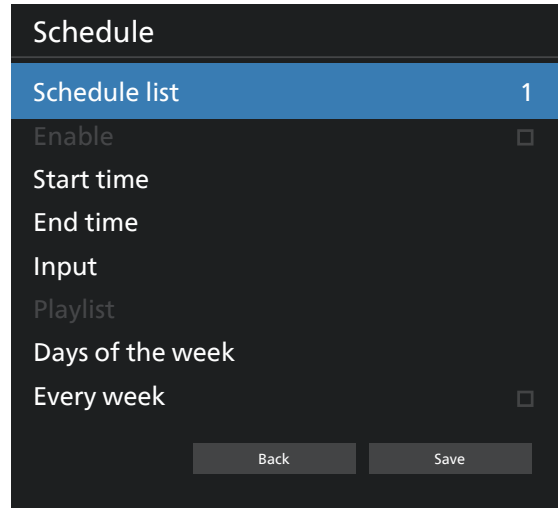 Schedule
Schedule list 1
Enable
Start time
End time
Input
Playlist
Days of the week
Every week
Back Save